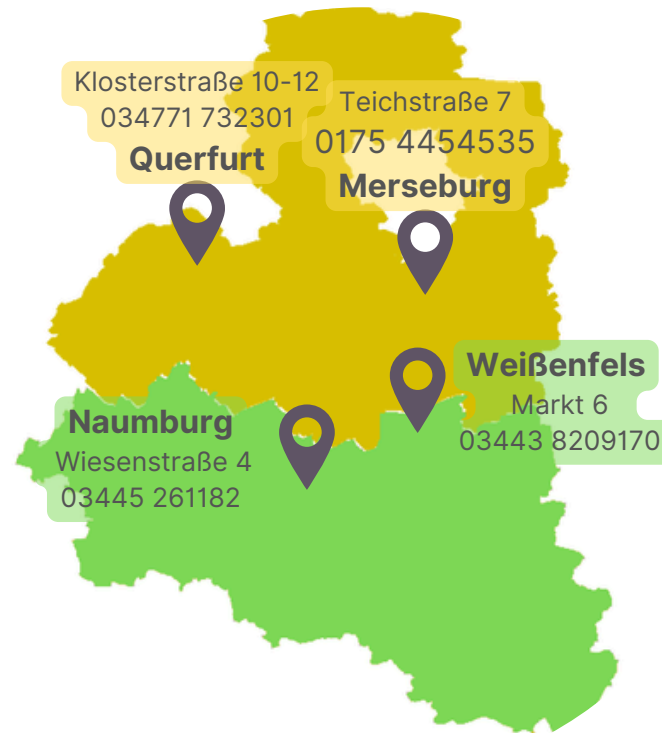 Klosterstraße 10-12
034771 732301
Querfurt
Teichstraße 7
0175 4454535
Merseburg
Weißenfels
Markt 6
03443 8209170
Naumburg
Wiesenstraße 4
03445 261182